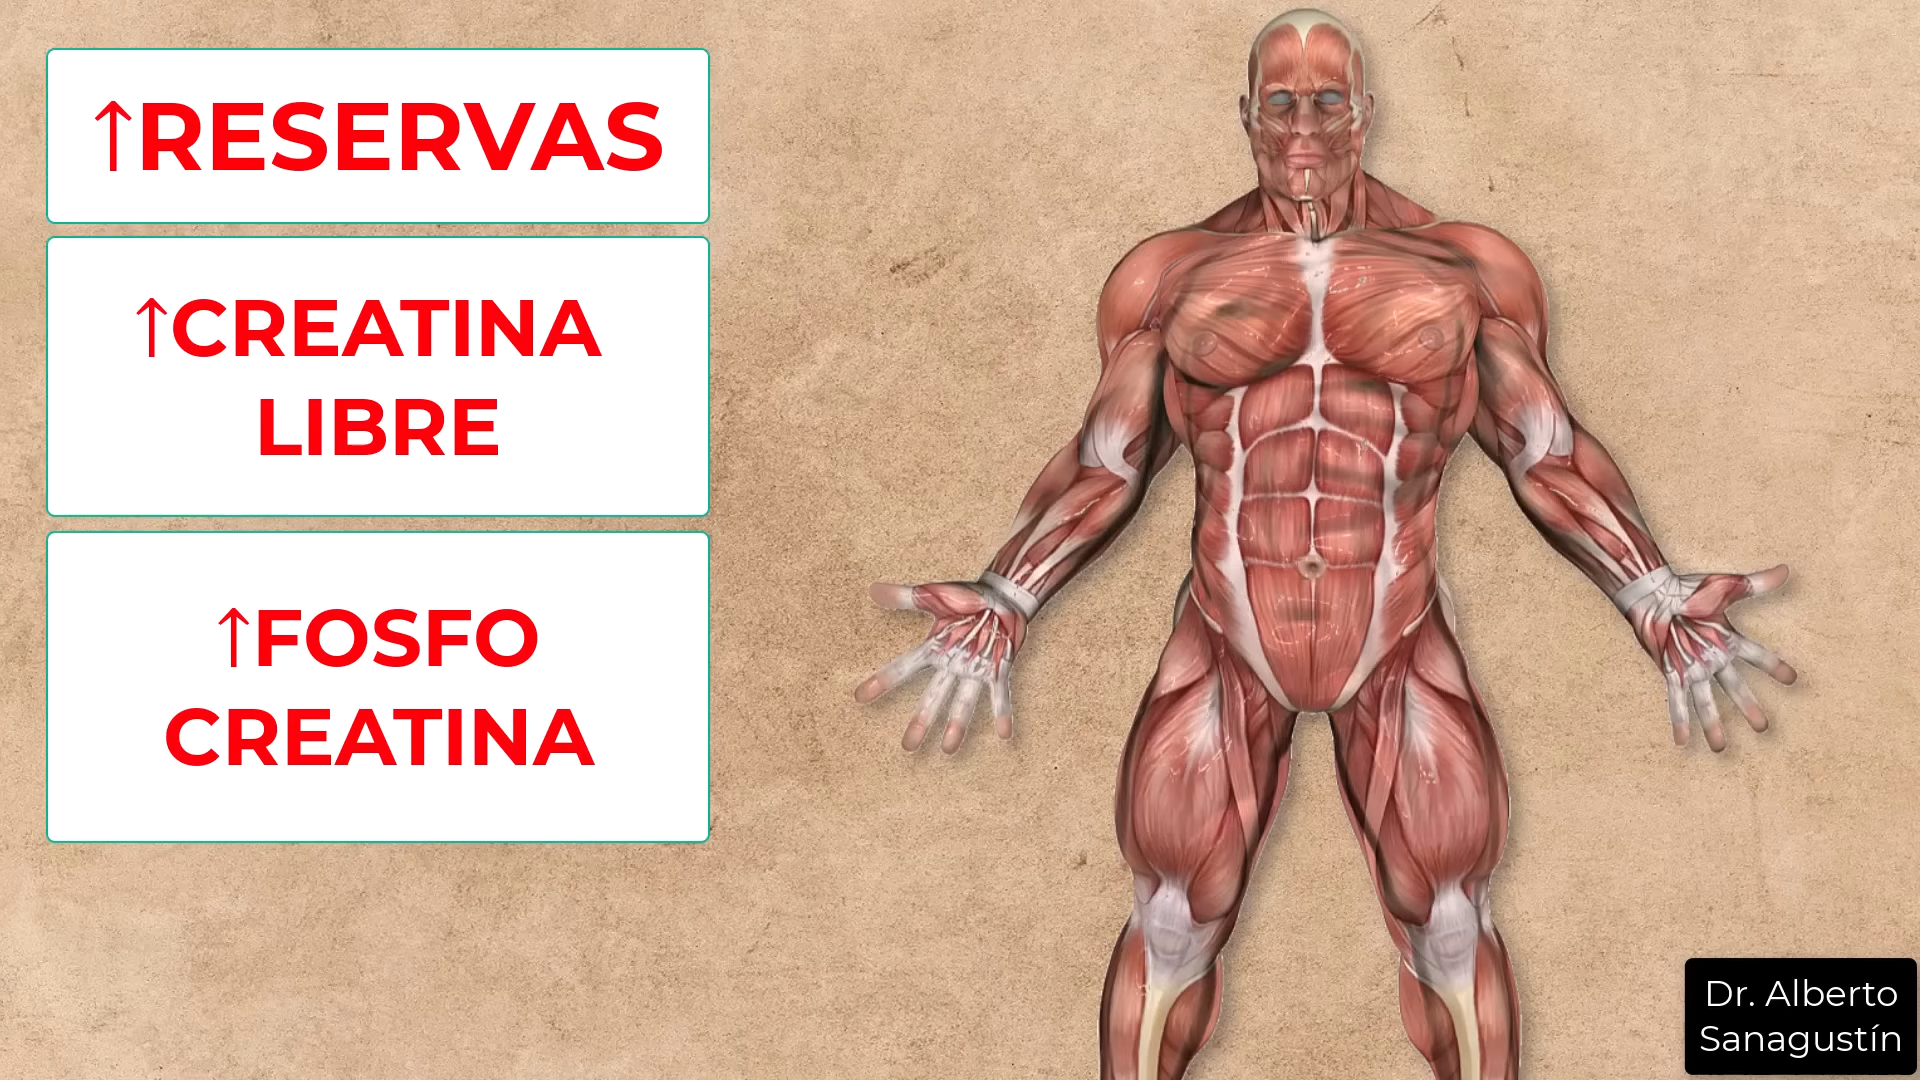 ↑RESERVAS
↑CREATINA
LIBRE
↑FOSFO
CREATINA
Dr. Alberto
Sanagustín